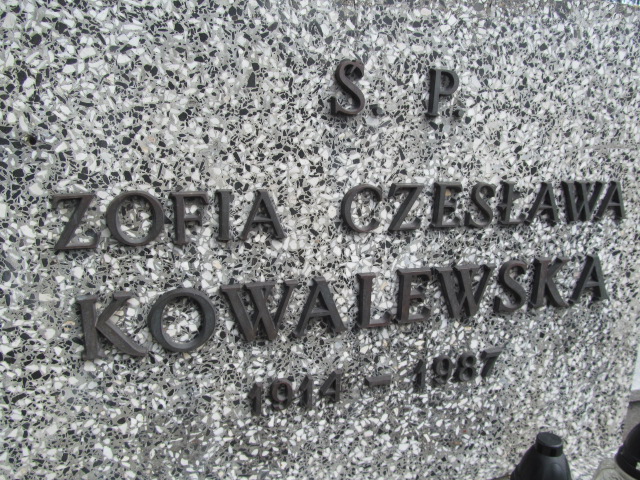 S. P.
ZOFIA CZESŁAWA
KOWALEWSKA
1914 - 1987